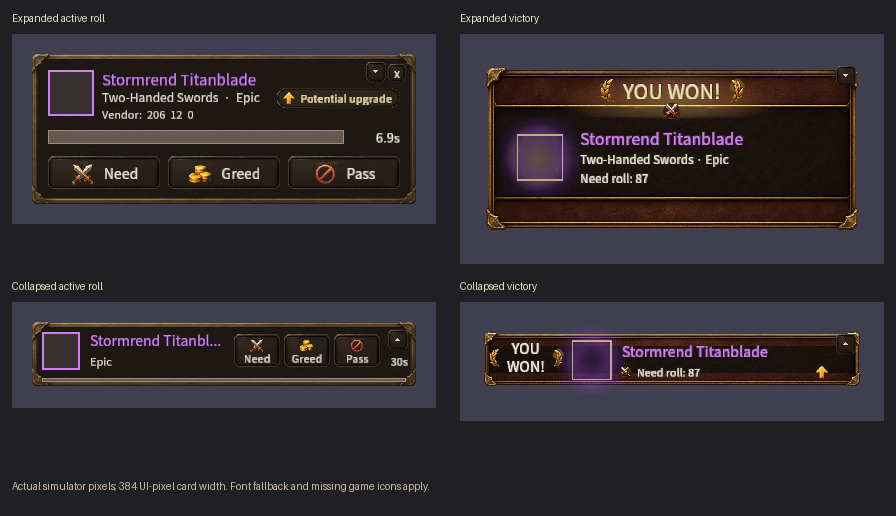 Expanded active roll
Stormrend Titanblade
x
Two-Handed Swords · Epic
Potential upgrade
Vendor: 206 12 0
6.9s
Need
Greed
Pass
Expanded victory
YOU WON!
Stormrend Titanblade
Two-Handed Swords · Epic
Need roll: 87
Collapsed active roll
Stormrend Titanbl...
Epic
Need
Greed
Pass
30s
Collapsed victory
YOU
WON!
Stormrend Titanblade
Need roll: 87
Actual simulator pixels; 384 UI-pixel card width. Font fallback and missing game icons apply.